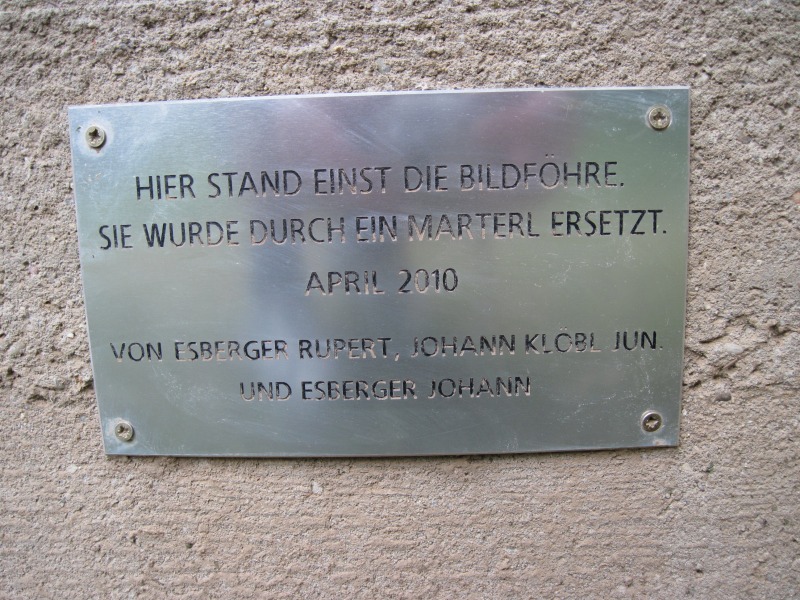 HIER STAND EINST DIE BILDFÖHRE.
SIE WURDE DURCH EIN MARTERL ERSETZT.
APRIL 2010
VON ESBERGER RUPERT, JOHANN KLÖBL JUN.
UND ESBERGER JOHANN